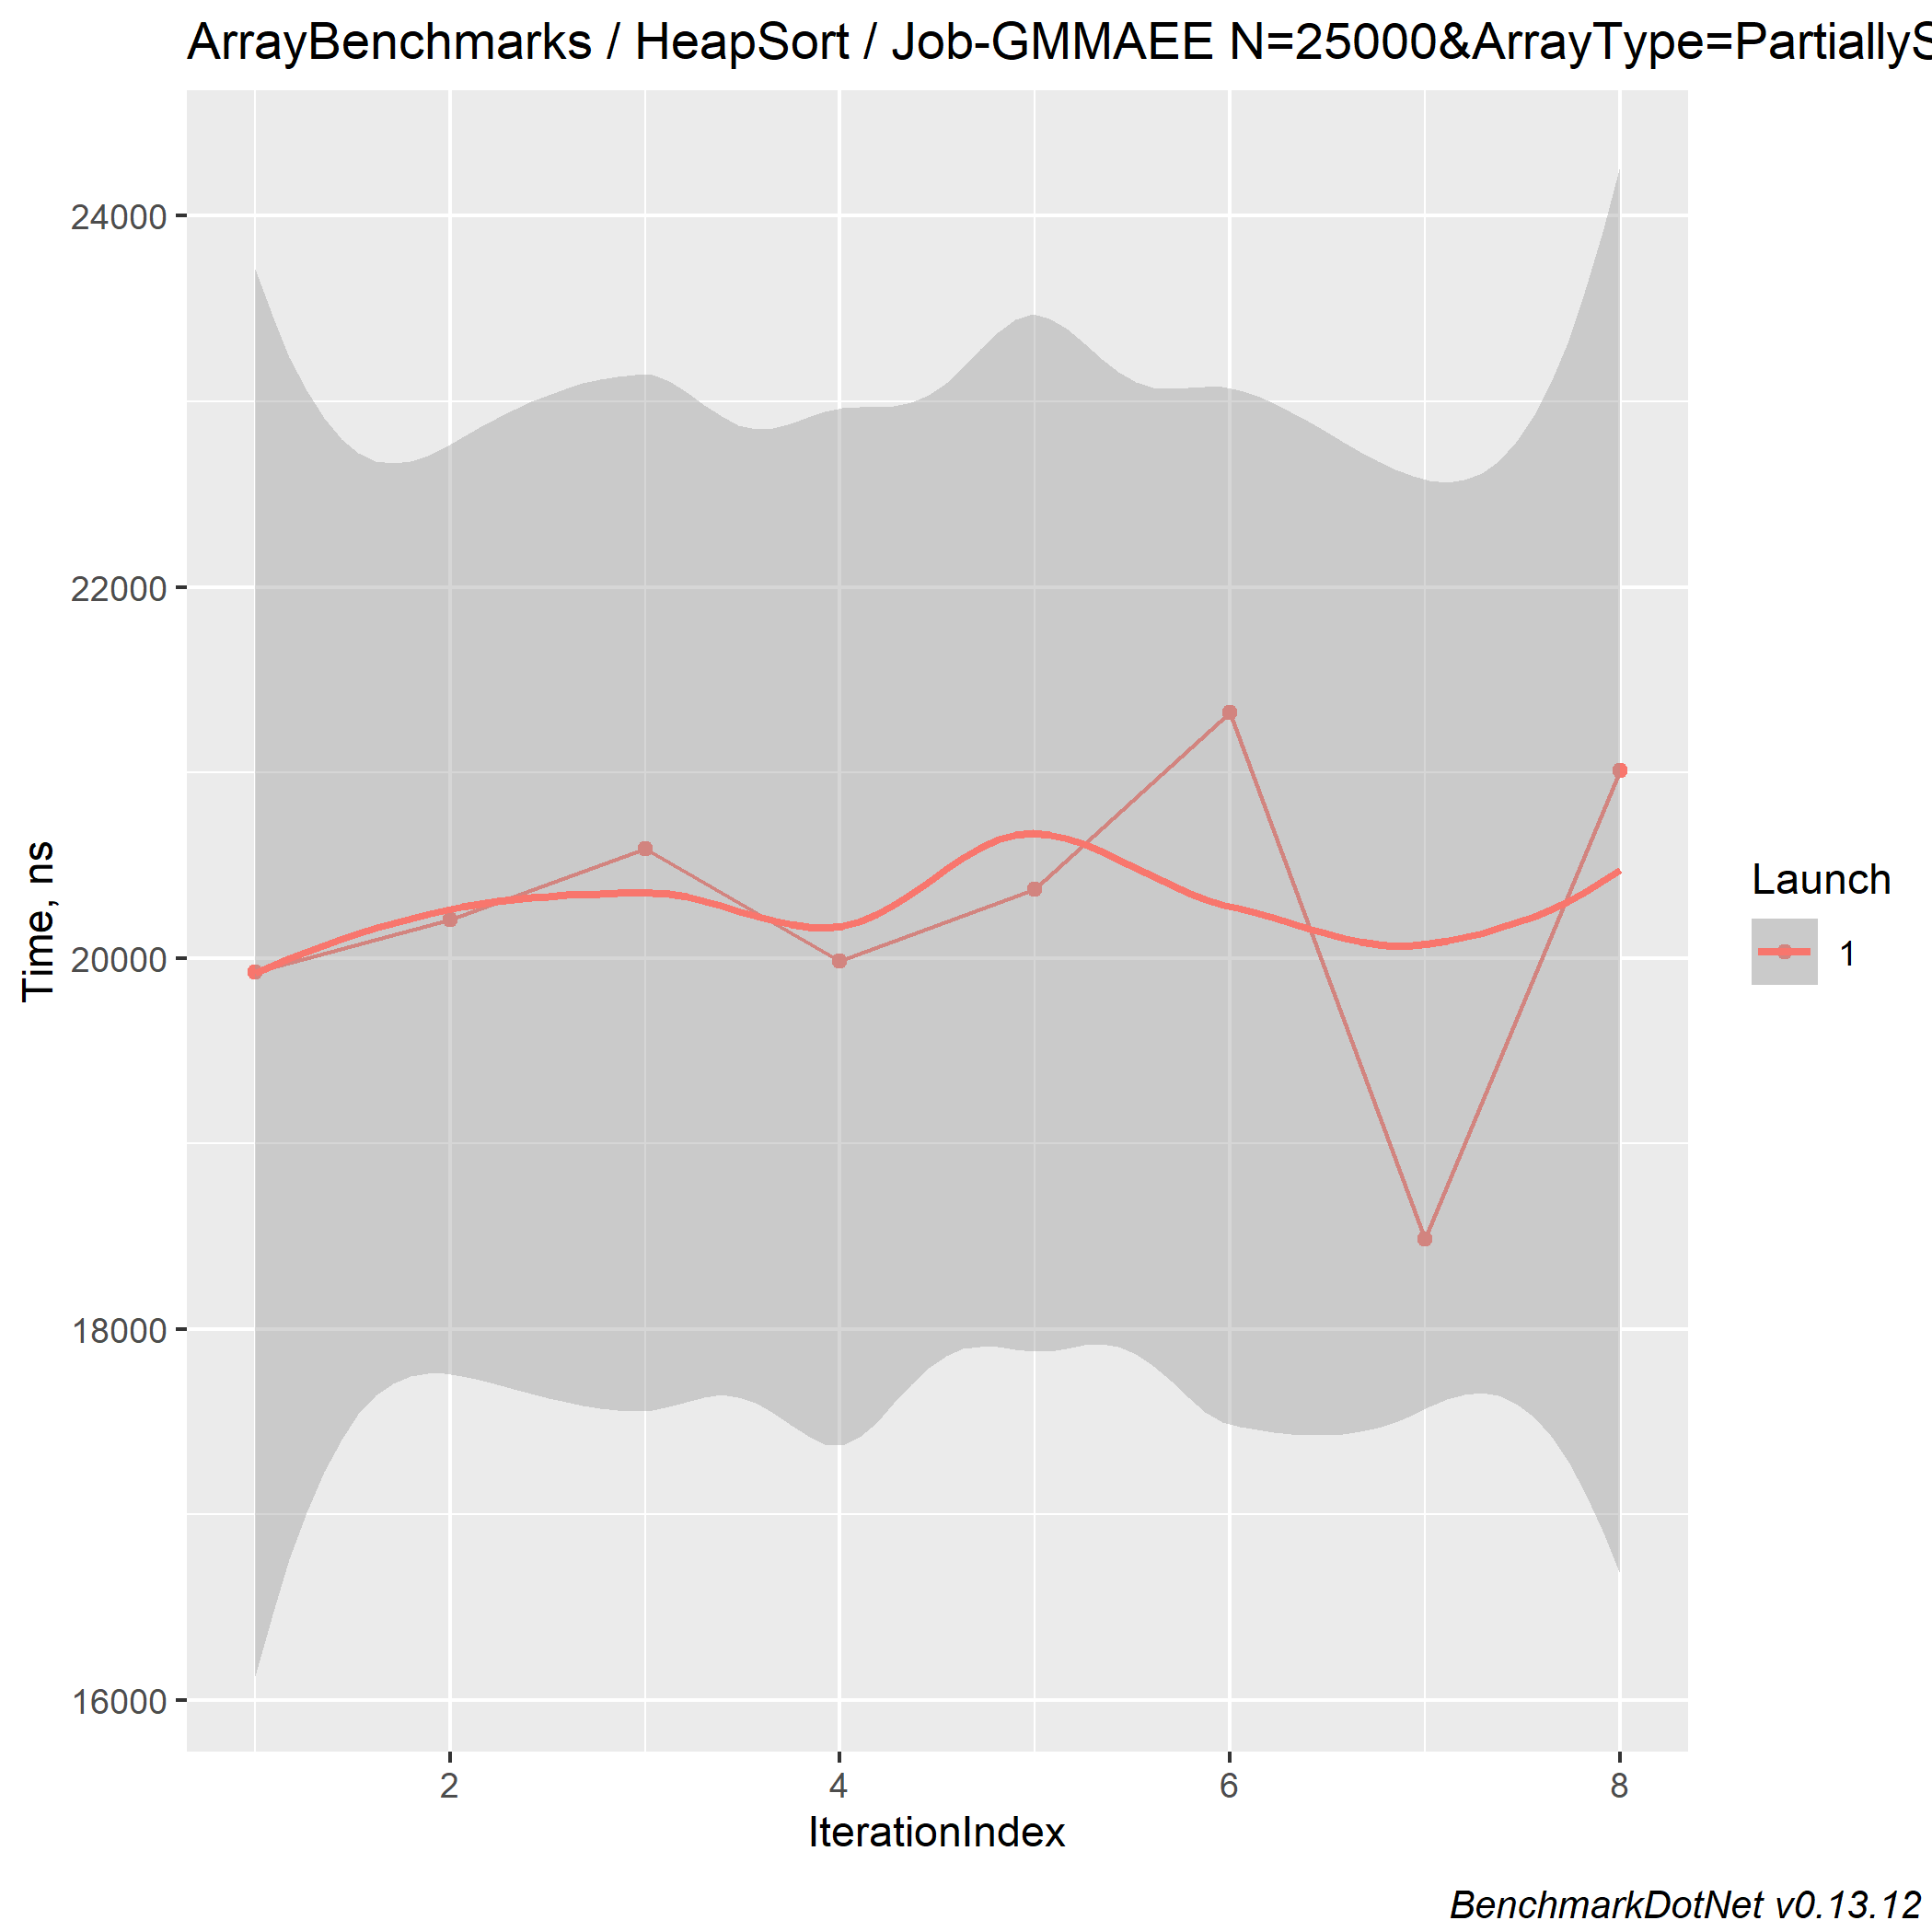 ArrayBenchmarks / HeapSort / Job-GMMAEE N=25000&ArrayType=PartiallyS
24000
22000
20000
18000
16000
Time, ns
2 4 6 8
IterationIndex
Launch
1
BenchmarkDotNet v0.13.12